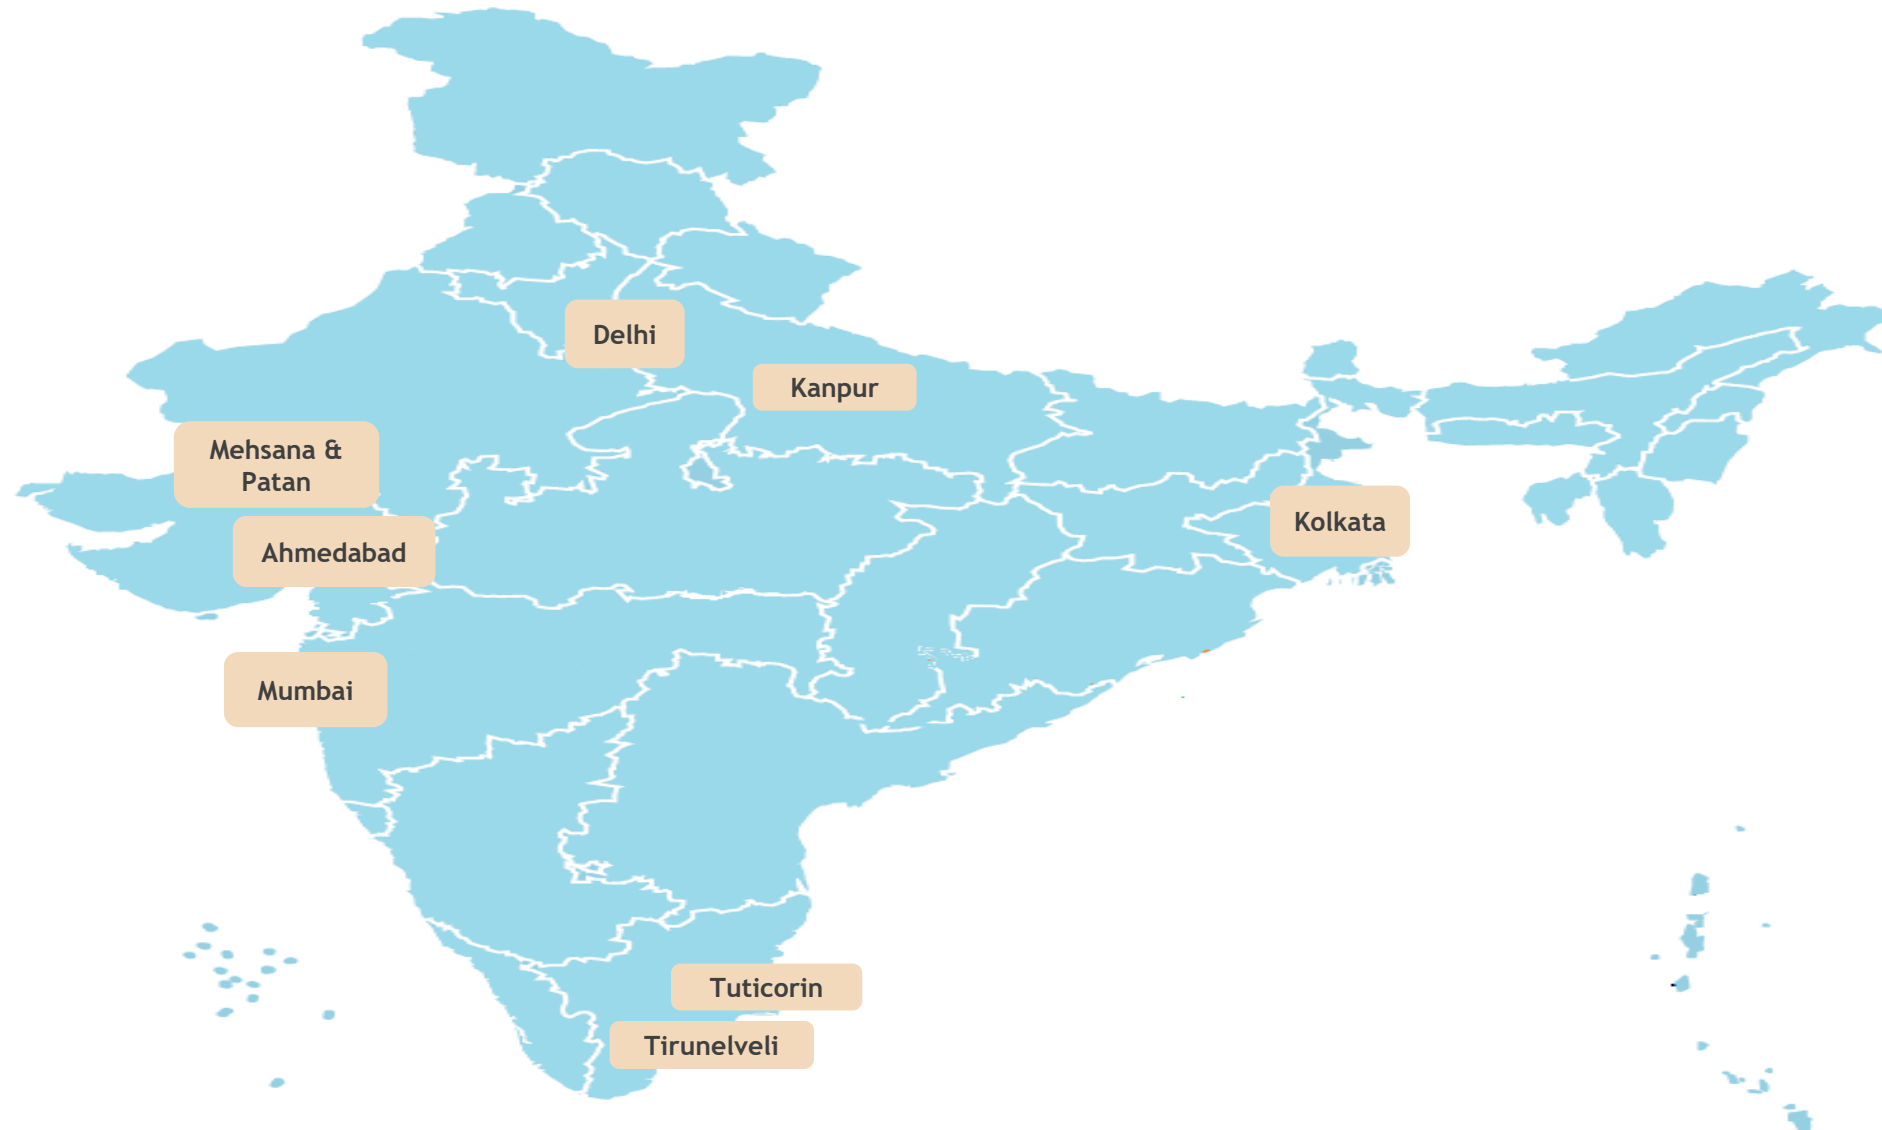 Delhi
Kanpur
Mehsana &
Patan
Ahmedabad
Kolkata
Mumbai
Tuticorin
Tirunelveli